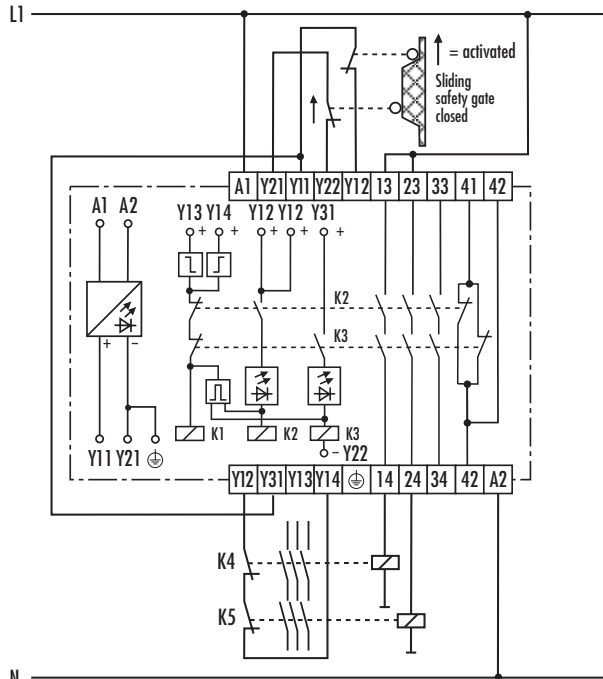 L1
= activated
Sliding
safety gate
closed
A1 Y21 Y11 Y22 Y12 13 23 33 41 42
A1 A2 Y13 Y14 Y12 Y12 Y31
+ + + + +
K2
K3
+ −
K1 K2 K3
− Y22
Y11 Y21
Y12 Y31 Y13 Y14 14 24 34 42 A2
K4
K5
N